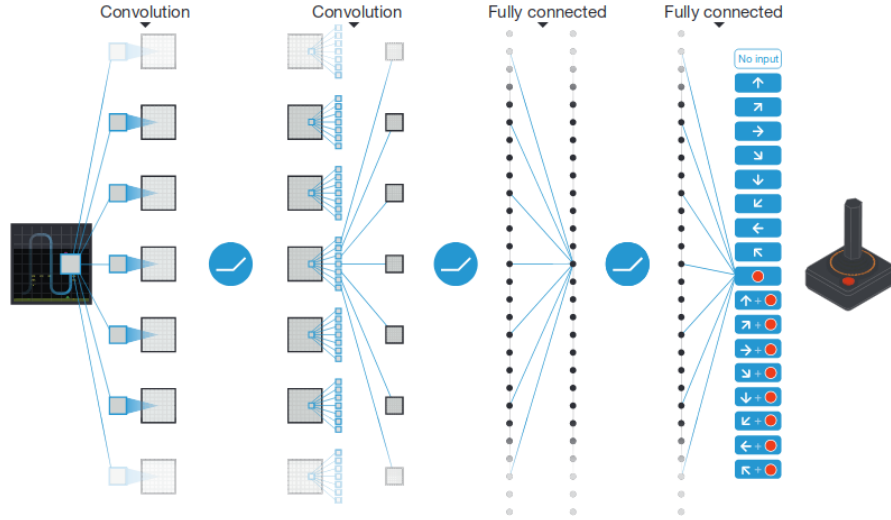 Convolution
Convolution
Fully connected
Fully connected
No input
+
+
+
+
+
+
+
+